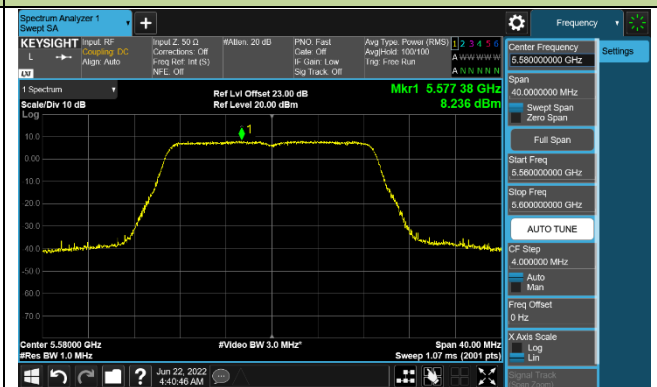 Spectrum Analyzer 1
Swept SA
Frequency
KEYSIGHT
L
Input: RF
Coupling: DC
Align: Auto
Input Z: 50 Ω
Corrections: Off
Freq Ref: Int (S)
NFE: Off
#Atten: 20 dB
PNO: Fast
Gate: Off
IF Gain: Low
Sig Track: Off
Avg Type: Power (RMS)
Avg|Hold: 100/100
Trig: Free Run
1 2 3 4 5 6
A W W W W W
A N N N N N
LXI
1 Spectrum
Scale/Div 10 dB
Log
Ref Lvl Offset 23.00 dB
Ref Level 20.00 dBm
Mkr1 5.577 38 GHz
8.236 dBm
1
10.0
0.00
10.0
20.0
30.0
40.0
50.0
60.0
70.0
Center 5.58000 GHz
#Res BW 1.0 MHz
#Video BW 3.0 MHz*
Span 40.00 MHz
Sweep 1.07 ms (2001 pts)
Center Frequency
5.580000000 GHz
Settings
Span
40.0000000 MHz
Swept Span
Zero Span
Full Span
Start Freq
5.560000000 GHz
Stop Freq
5.600000000 GHz
AUTO TUNE
CF Step
4.000000 MHz
Auto
Man
Freq Offset
0 Hz
X Axis Scale
Log
Lin
Signal Track
(Span Zoom)
?
Jun 22, 2022
4:40:46 AM